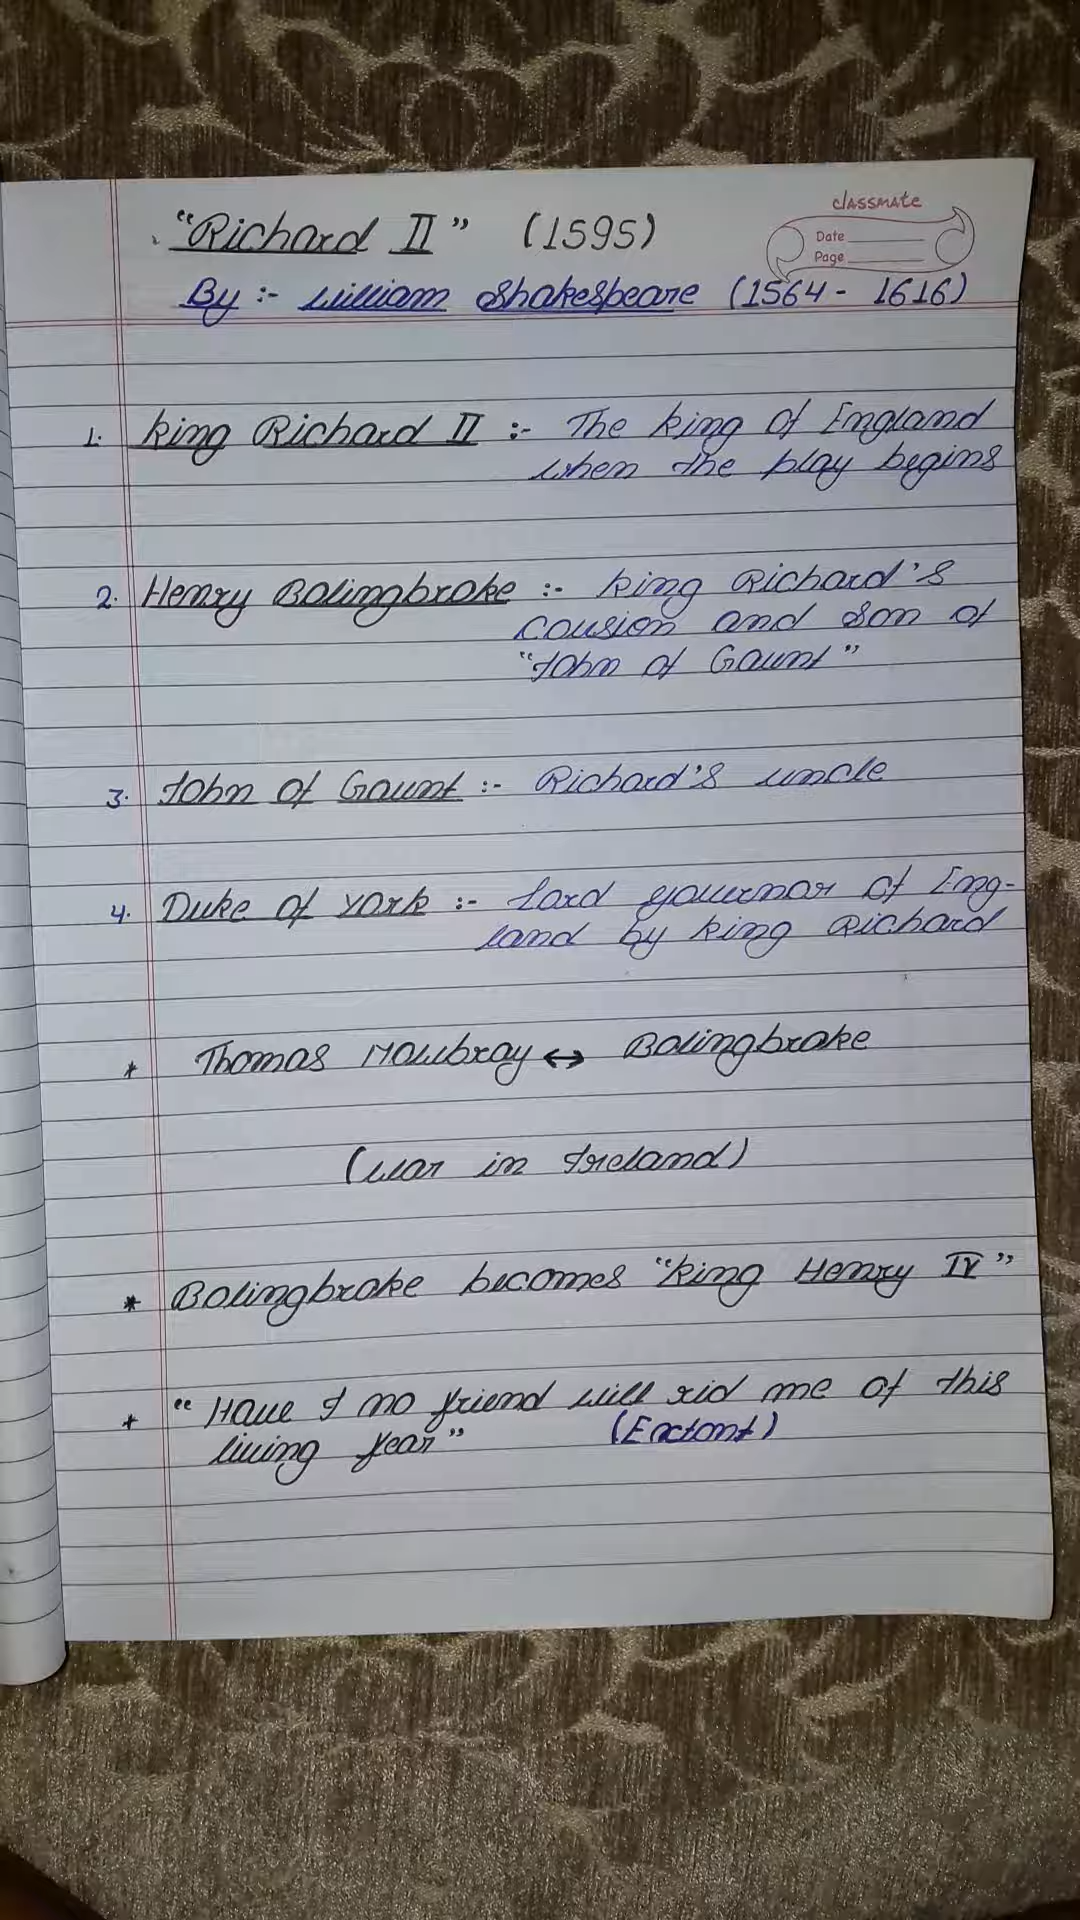 "Richard II" (1595)
classmate
Date
Page
By :- William Shakespeare (1564 - 1616)
1. King Richard II :- The king of England
when the play begins
2. Henry Bolingbroke :- King Richard's
cousion and son of
"John of Gaunt"
3. John of Gaunt :- Richard's uncle
4. Duke of York :- Lord governor of Eng-
land by King Richard
* Thomas Mowbray ↔ Bolingbroke
(war in Ireland)
* Bolingbroke becomes "King Henry IV"
* "Have I no friend will rid me of this
living fear" (Exton)